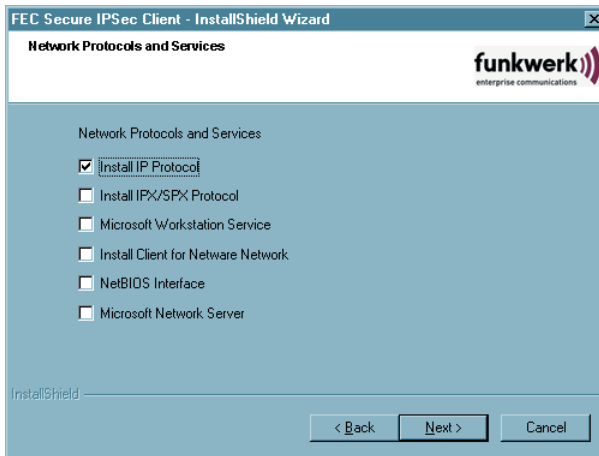 FEC Secure IPSec Client - InstallShield Wizard
Network Protocols and Services
funkwerk
enterprise communications
Network Protocols and Services
Install IP Protocol
Install IPX/SPX Protocol
Microsoft Workstation Service
Install Client for Netware Network
NetBIOS Interface
Microsoft Network Server
InstallShield
< Back
Next >
Cancel